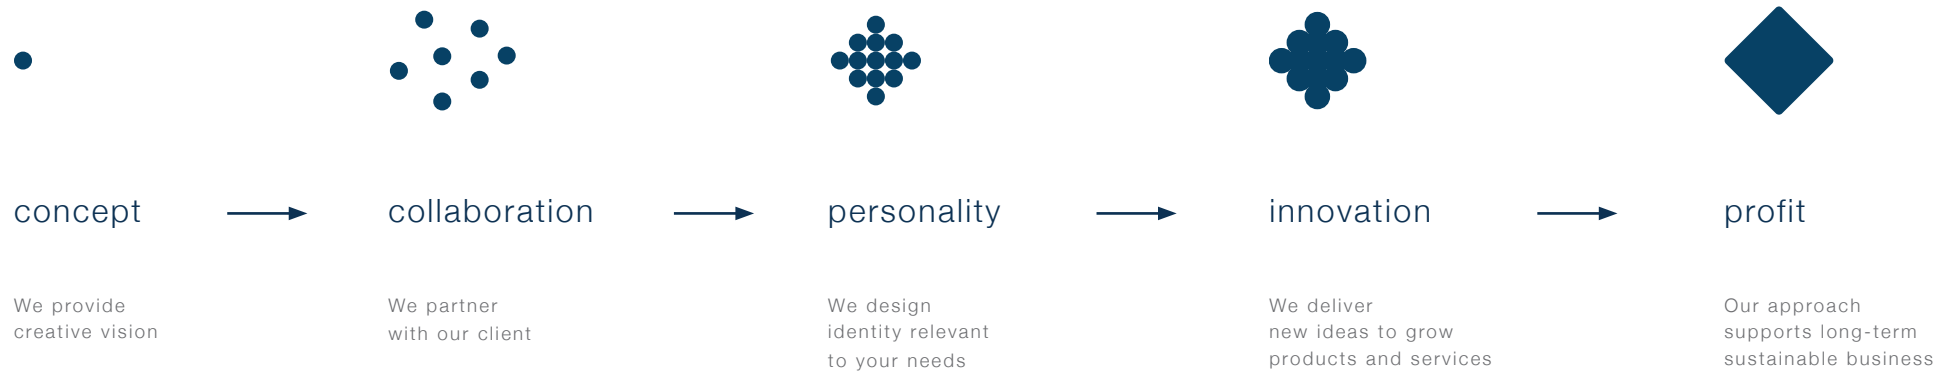 concept
We provide
creative vision
collaboration
We partner
with our client
personality
We design
identity relevant
to your needs
innovation
We deliver
new ideas to grow
products and services
profit
Our approach
supports long-term
sustainable business